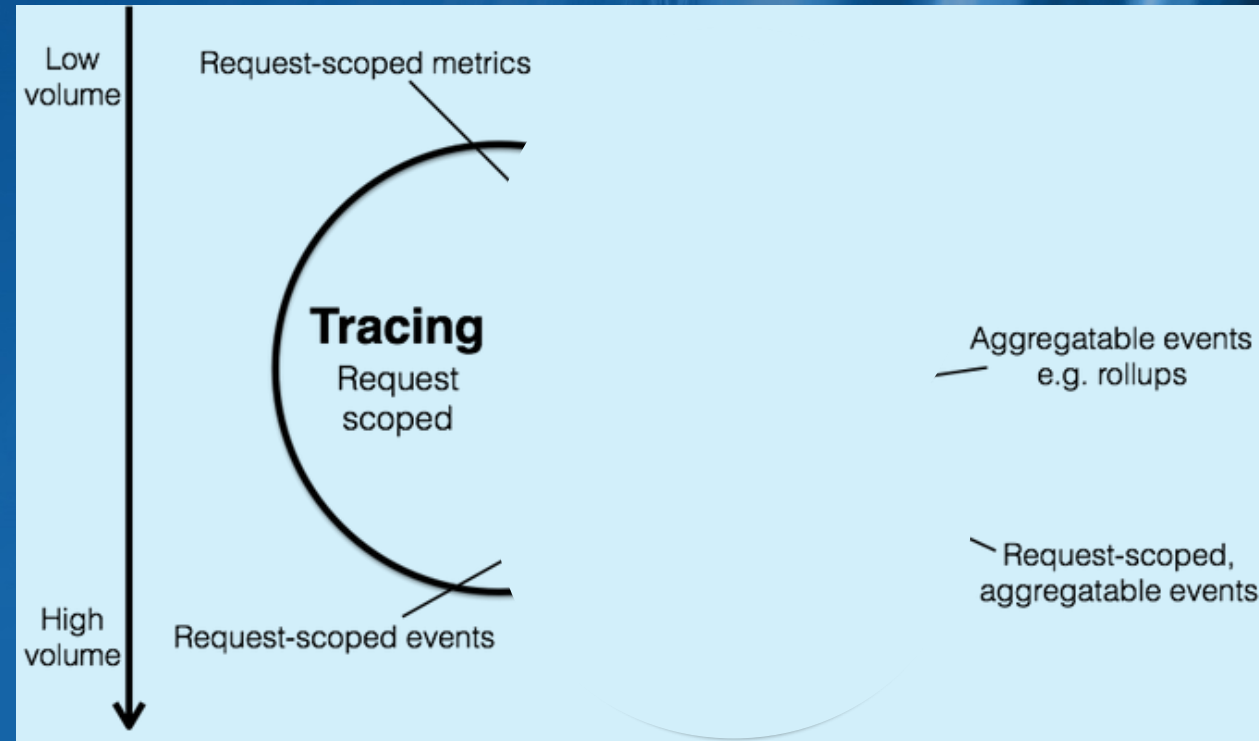 Low
volume
Request-scoped metrics
Tracing
Request
scoped
Aggregatable events
e.g. rollups
Request-scoped,
aggregatable events
High
volume
Request-scoped events